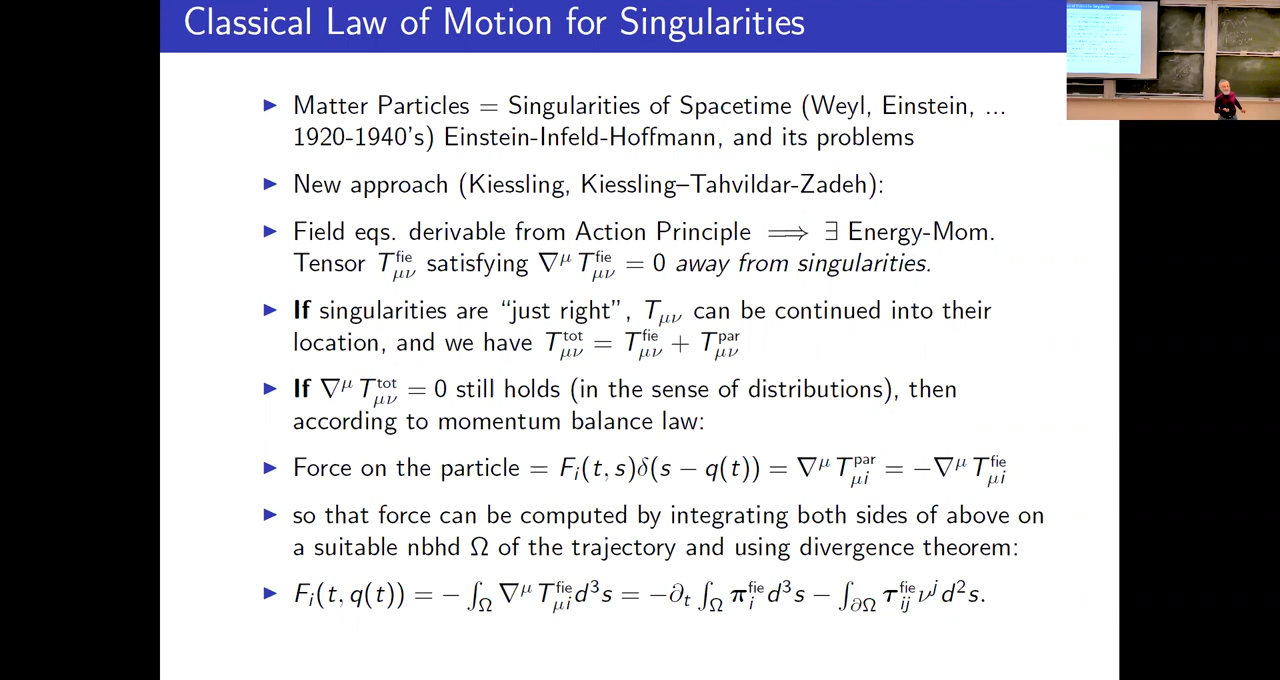 Classical Law of Motion for Singularities
▶ Matter Particles = Singularities of Spacetime (Weyl, Einstein, ...
1920-1940's) Einstein-Infeld-Hoffmann, and its problems
▶ New approach (Kiessling, Kiessling–Tahvildar-Zadeh):
▶ Field eqs. derivable from Action Principle ⟹ ∃ Energy-Mom.
Tensor T^{fie}_{μν} satisfying ∇^μ T^{fie}_{μν} = 0 away from singularities.
▶ If singularities are “just right”, T_{μν} can be continued into their
location, and we have T^{tot}_{μν} = T^{fie}_{μν} + T^{par}_{μν}
▶ If ∇^μ T^{tot}_{μν} = 0 still holds (in the sense of distributions), then
according to momentum balance law:
▶ Force on the particle = F_i(t, s)δ(s − q(t)) = ∇^μ T^{par}_{μi} = −∇^μ T^{fie}_{μi}
▶ so that force can be computed by integrating both sides of above on
a suitable nbhd Ω of the trajectory and using divergence theorem:
▶ F_i(t, q(t)) = − ∫_Ω ∇^μ T^{fie}_{μi} d³s = −∂_t ∫_Ω π^{fie}_i d³s − ∫_{∂Ω} τ^{fie}_{ij} ν^j d²s.